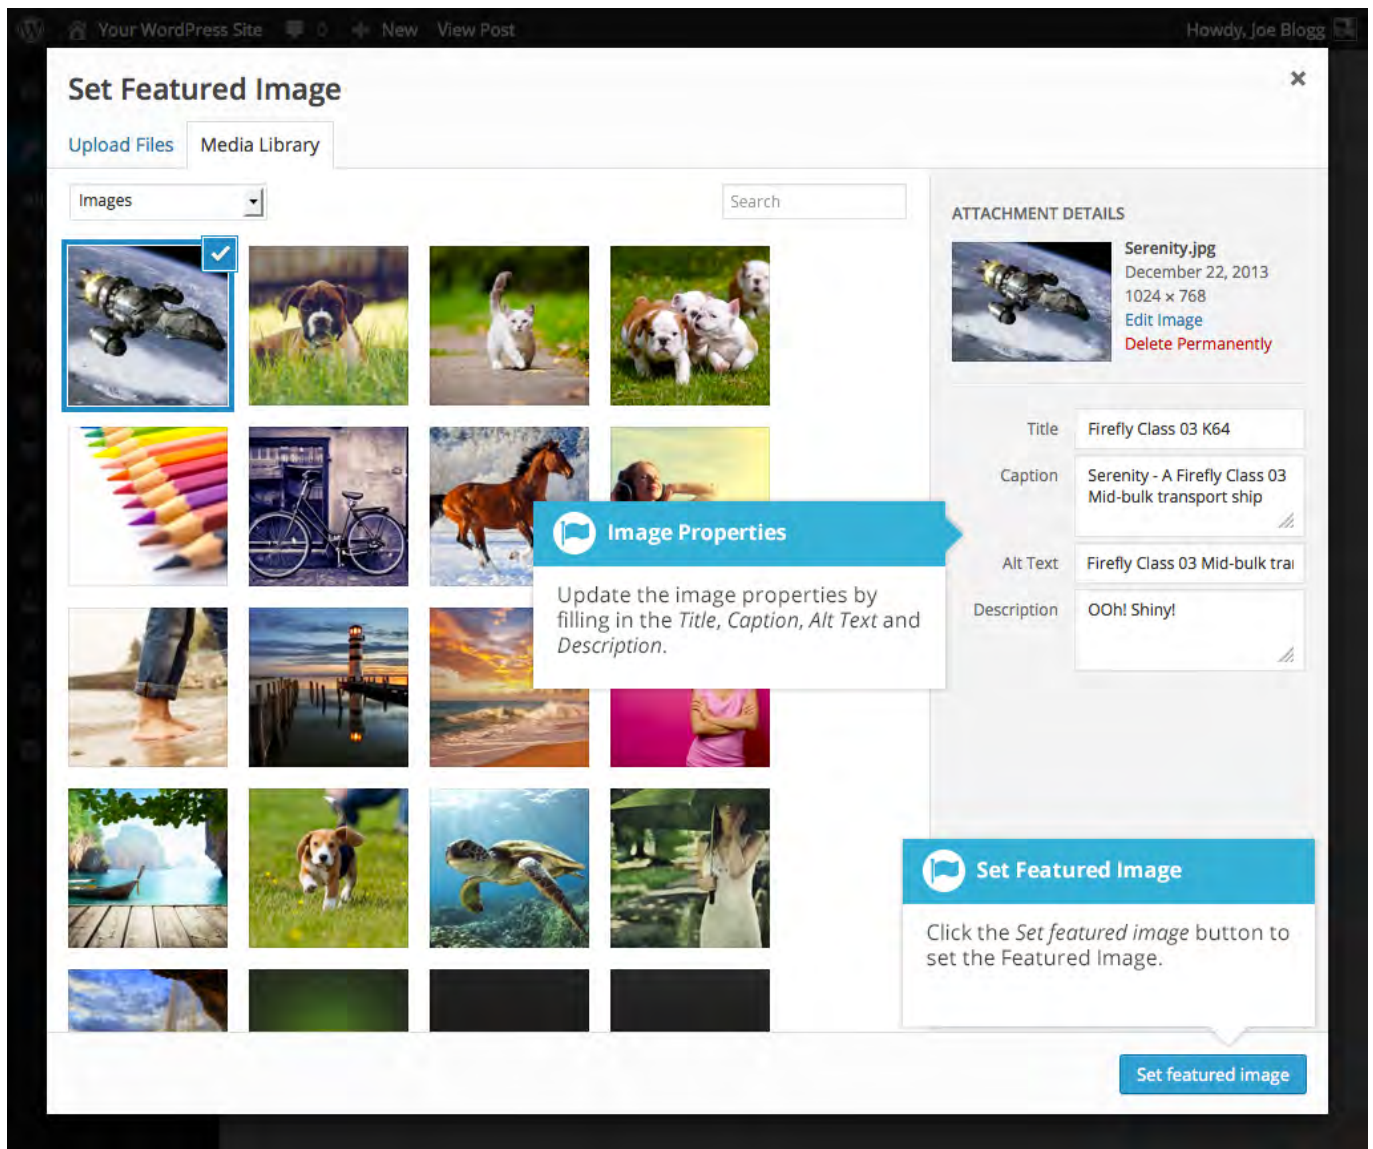 Your WordPress Site 0 New View Post Howdy, Joe Blogg
Set Featured Image
Upload Files Media Library
Images
Search
ATTACHMENT DETAILS
Serenity.jpg
December 22, 2013
1024 × 768
Edit Image
Delete Permanently
Title Firefly Class 03 K64
Caption Serenity - A Firefly Class 03
Mid-bulk transport ship
Alt Text Firefly Class 03 Mid-bulk tra
Description OOh! Shiny!
Image Properties
Update the image properties by
filling in the Title, Caption, Alt Text and
Description.
Set Featured Image
Click the Set featured image button to
set the Featured Image.
Set featured image